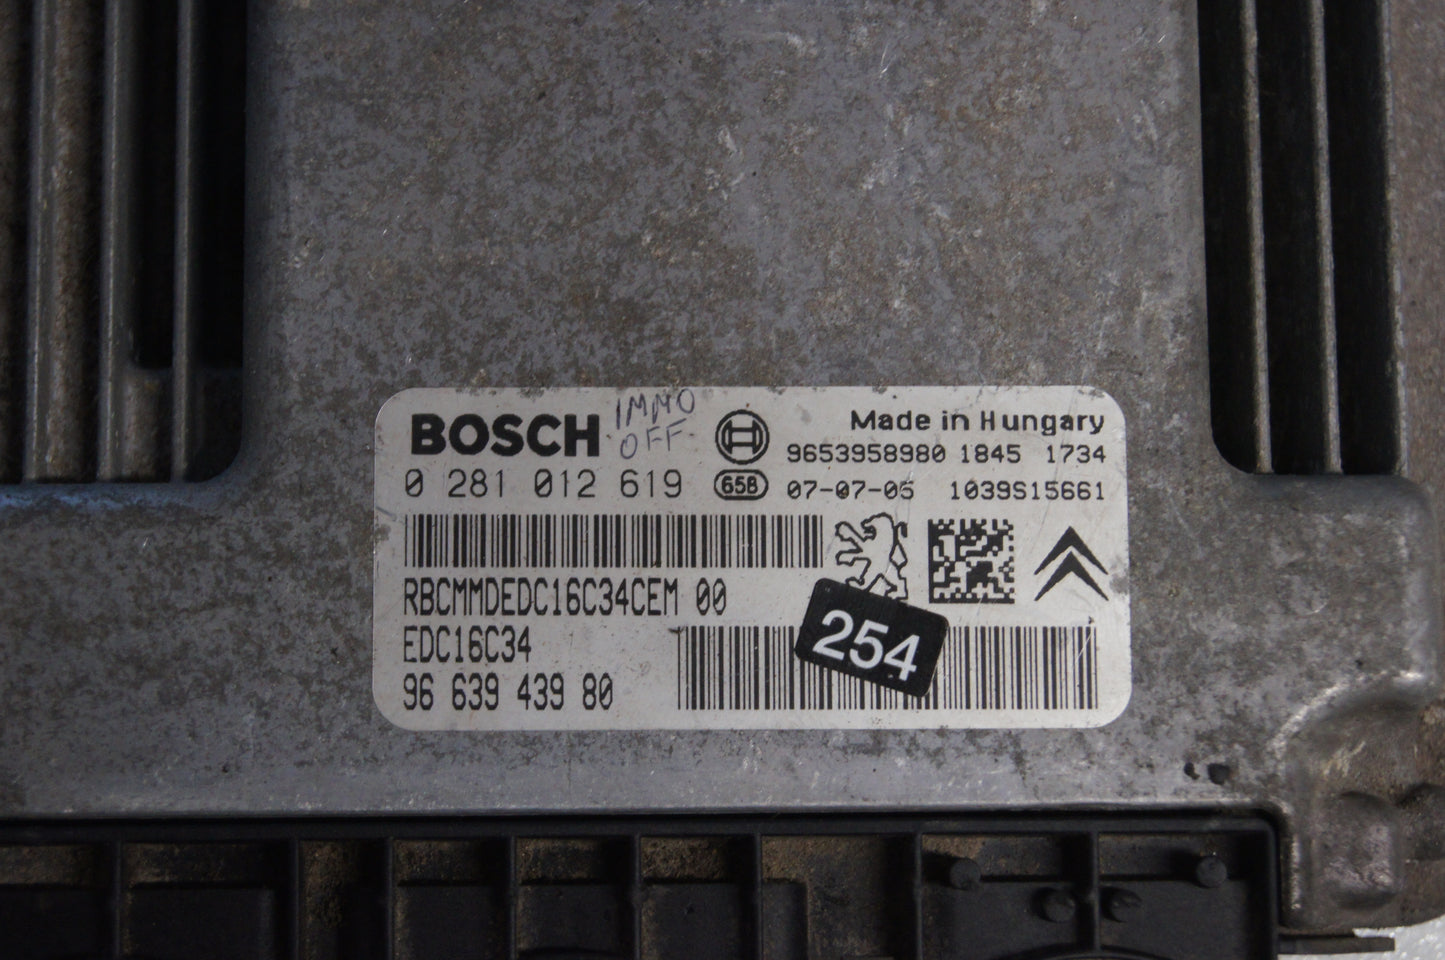 BOSCH
IMMO
OFF
Made in Hungary
9653958980 1845 1734
0 281 012 619
65B
07-07-05 1039S15661
RBCMMDEDC16C34CEM 00
254
EDC16C34
96 639 439 80